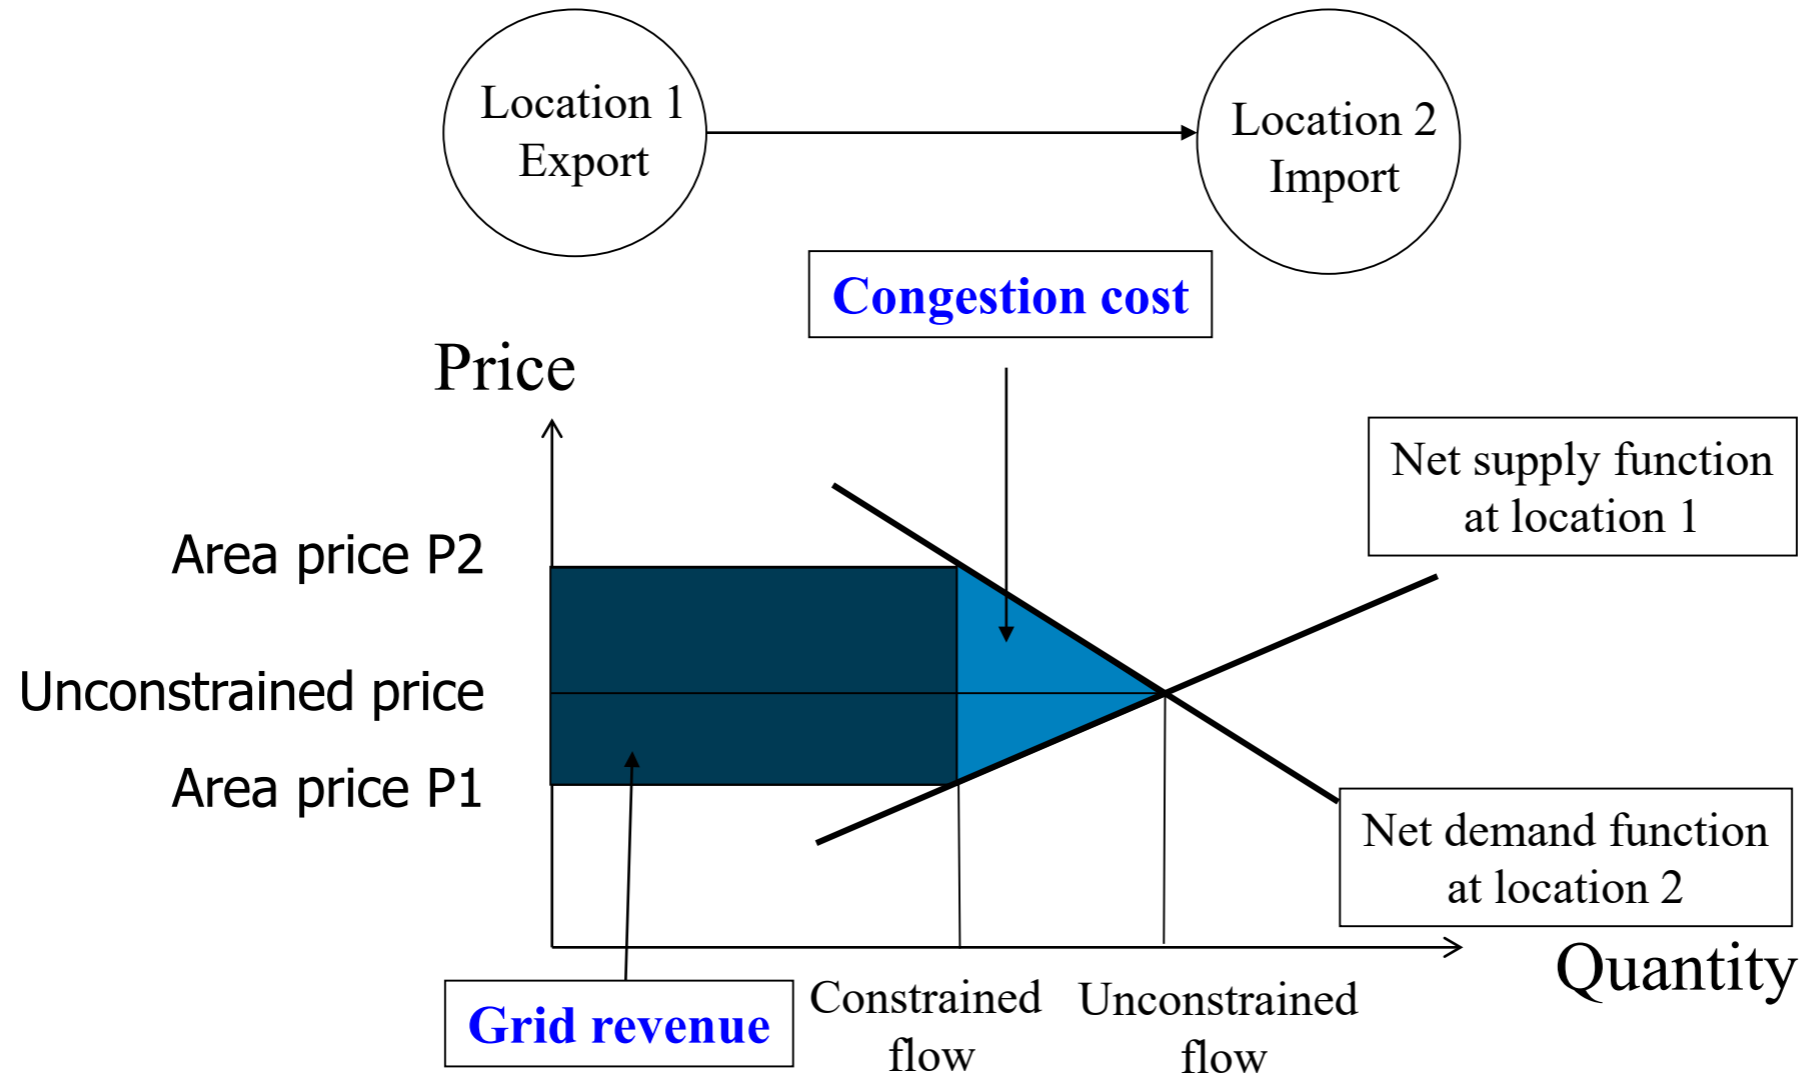 Location 1
Export
Location 2
Import
Congestion cost
Price
Net supply function
at location 1
Area price P2
Unconstrained price
Area price P1
Net demand function
at location 2
Quantity
Grid revenue
Constrained
flow
Unconstrained
flow